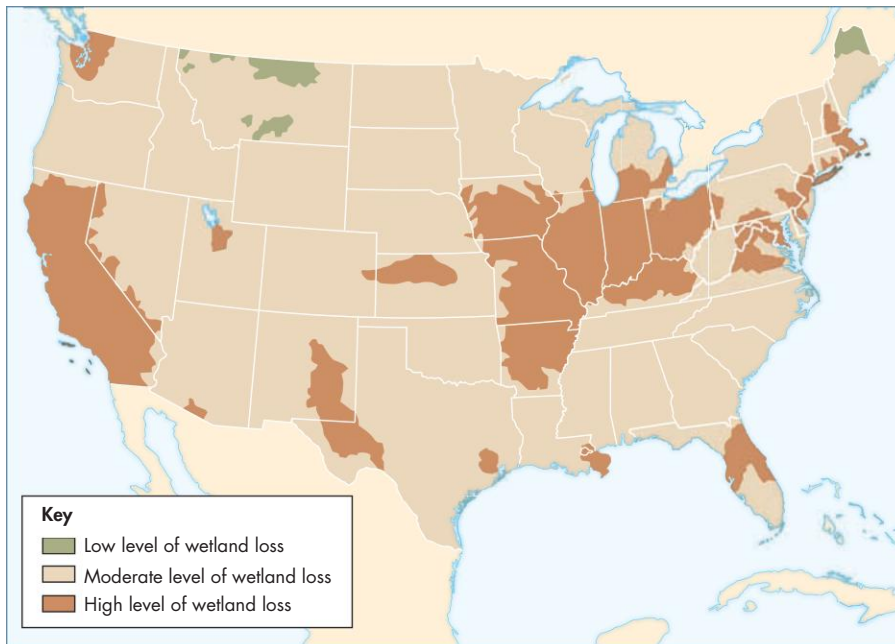 Key
Low level of wetland loss
Moderate level of wetland loss
High level of wetland loss